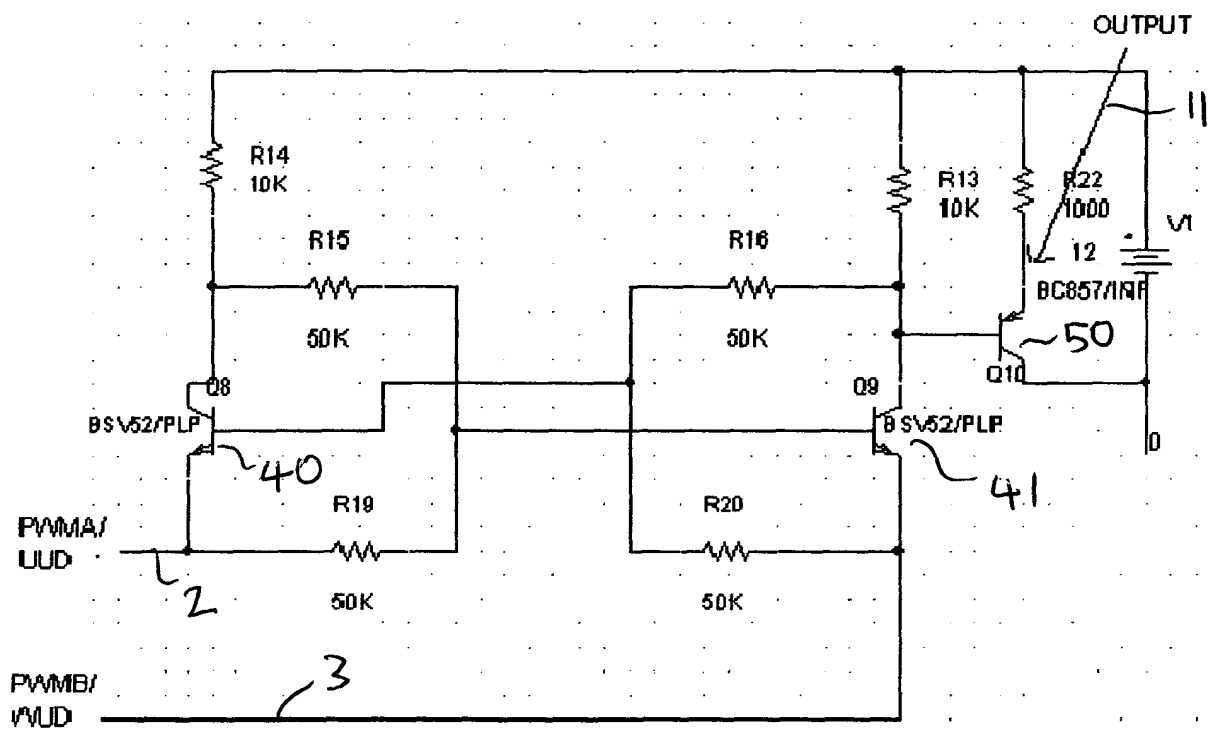 OUTPUT
11
R14
10K
R13
10K
R22
1000
V1
R15
R16
12
BC857/INF
50K
50K
50
Q10
Q8
Q9
BSV52/PLP
BSV52/PLP
40
41
0
R19
R20
PWMA/
UUD
2
50K
50K
PWMB/
WUD
3